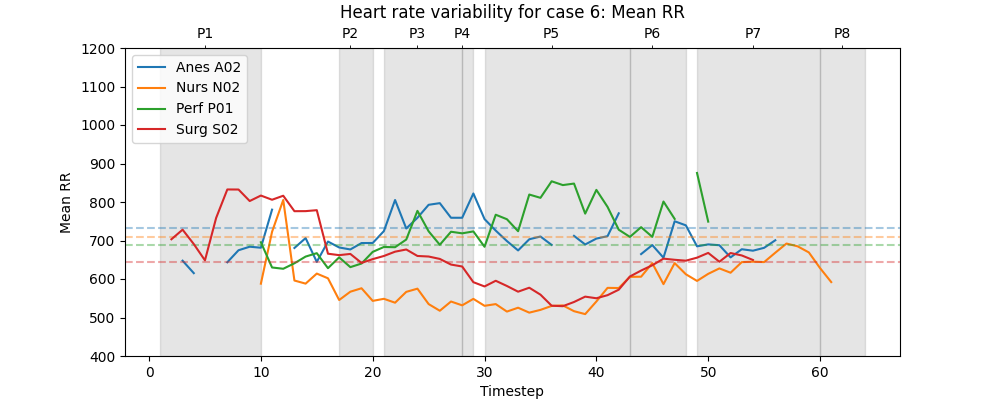 Heart rate variability for case 6: Mean RR
P1 P2 P3 P4 P5 P6 P7 P8
1200
1100
1000
900
800
700
600
500
400
Mean RR
Anes A02
Nurs N02
Perf P01
Surg S02
0 10 20 30 40 50 60
Timestep